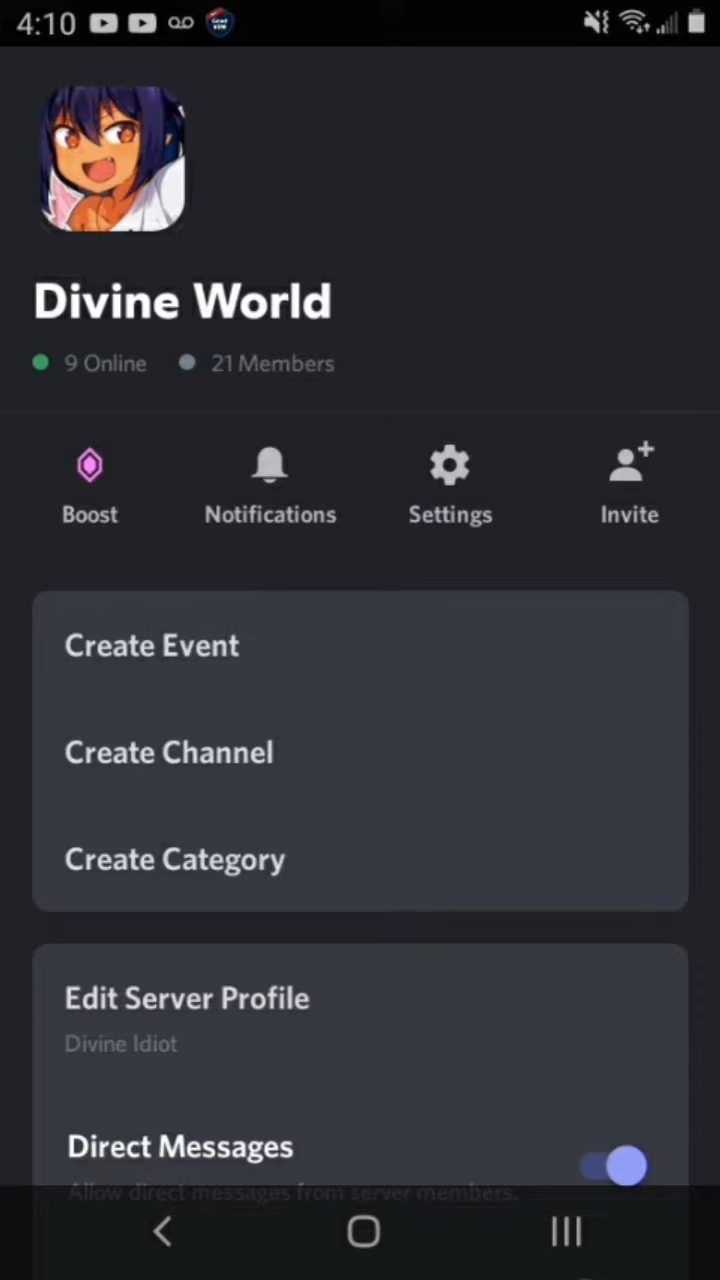 4:10
Divine World
9 Online 21 Members
Boost Notifications Settings Invite
Create Event
Create Channel
Create Category
Edit Server Profile
Divine Idiot
Direct Messages
Allow direct messages from server members.